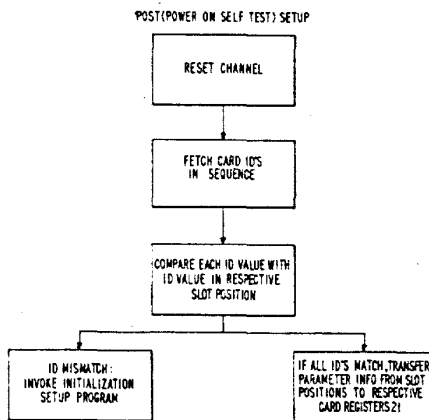 POST(POWER ON SELF TEST) SETUP
RESET CHANNEL
FETCH CARD ID'S
IN SEQUENCE
COMPARE EACH ID VALUE WITH
ID VALUE IN RESPECTIVE
SLOT POSITION
ID MISMATCH:
INVOKE INITIALIZATION
SETUP PROGRAM
IF ALL ID'S MATCH, TRANSFER
PARAMETER INFO FROM SLOT
POSITIONS TO RESPECTIVE
CARD REGISTERS 21